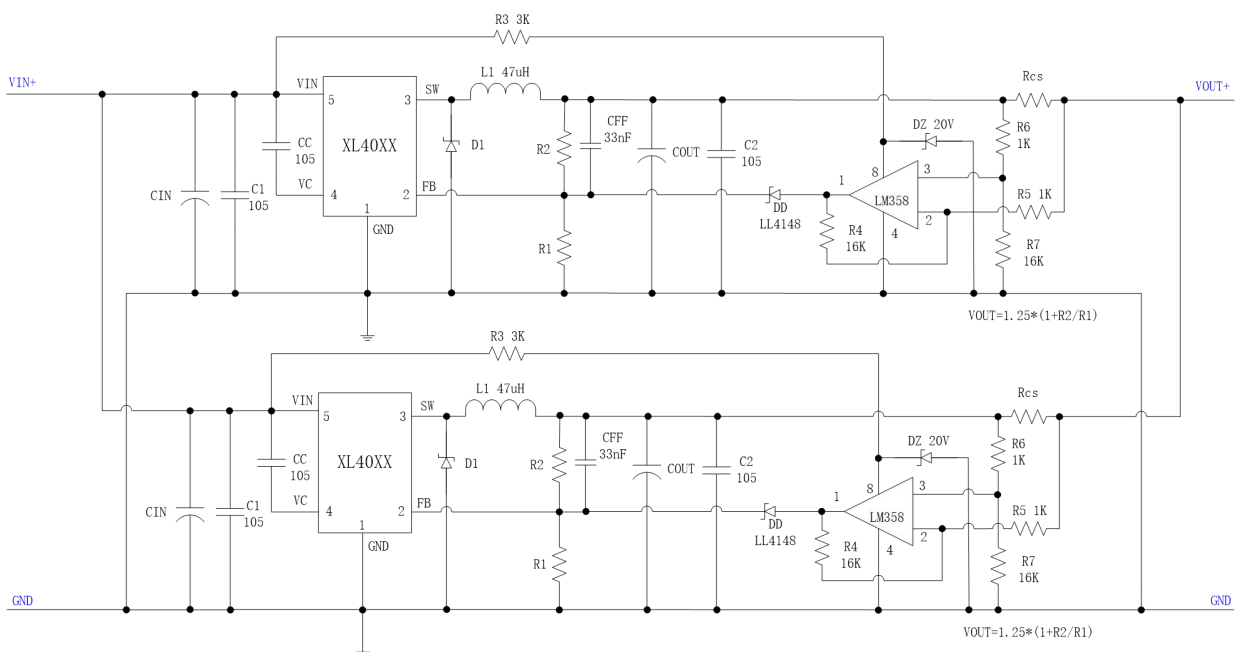 R3 3K
VIN+
VIN
5
3
SW
L1 47uH
Rcs
VOUT+
CC
105
XL40XX
D1
R2
CFF
33nF
COUT
C2
105
DZ 20V
R6
1K
CIN
C1
105
VC
4
2
FB
1
GND
R1
DD
LL4148
1
8
3
LM358
2
4
R4
16K
R5 1K
R7
16K
VOUT=1.25*(1+R2/R1)
R3 3K
VIN
5
3
SW
L1 47uH
Rcs
CC
105
XL40XX
D1
R2
CFF
33nF
COUT
C2
105
DZ 20V
R6
1K
CIN
C1
105
VC
4
2
FB
1
GND
R1
DD
LL4148
1
8
3
LM358
2
4
R4
16K
R5 1K
R7
16K
GND
GND
VOUT=1.25*(1+R2/R1)